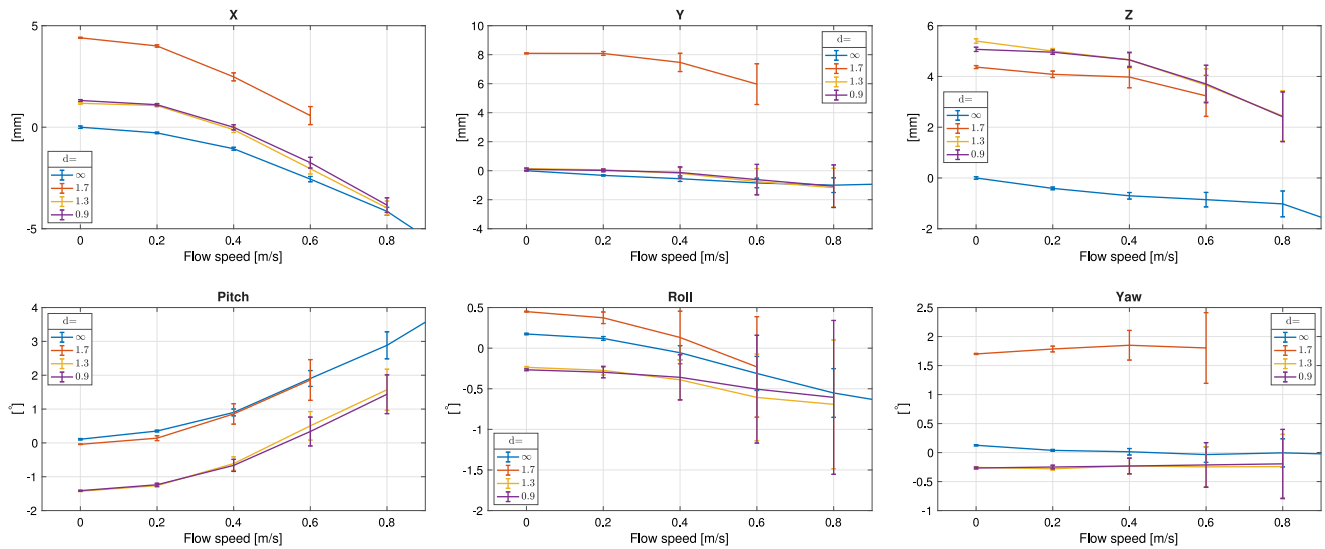 X
5
0
-5
[mm]
d=
∞
1.7
1.3
0.9
0 0.2 0.4 0.6 0.8
Flow speed [m/s]
Y
10
8
6
4
2
0
-2
-4
[mm]
d=
∞
1.7
1.3
0.9
0 0.2 0.4 0.6 0.8
Flow speed [m/s]
Z
6
4
2
0
-2
[mm]
d=
∞
1.7
1.3
0.9
0 0.2 0.4 0.6 0.8
Flow speed [m/s]
Pitch
4
3
2
1
0
-1
-2
[°]
d=
∞
1.7
1.3
0.9
0 0.2 0.4 0.6 0.8
Flow speed [m/s]
Roll
0.5
0
-0.5
-1
-1.5
-2
[°]
d=
∞
1.7
1.3
0.9
0 0.2 0.4 0.6 0.8
Flow speed [m/s]
Yaw
2.5
2
1.5
1
0.5
0
-0.5
-1
[°]
d=
∞
1.7
1.3
0.9
0 0.2 0.4 0.6 0.8
Flow speed [m/s]